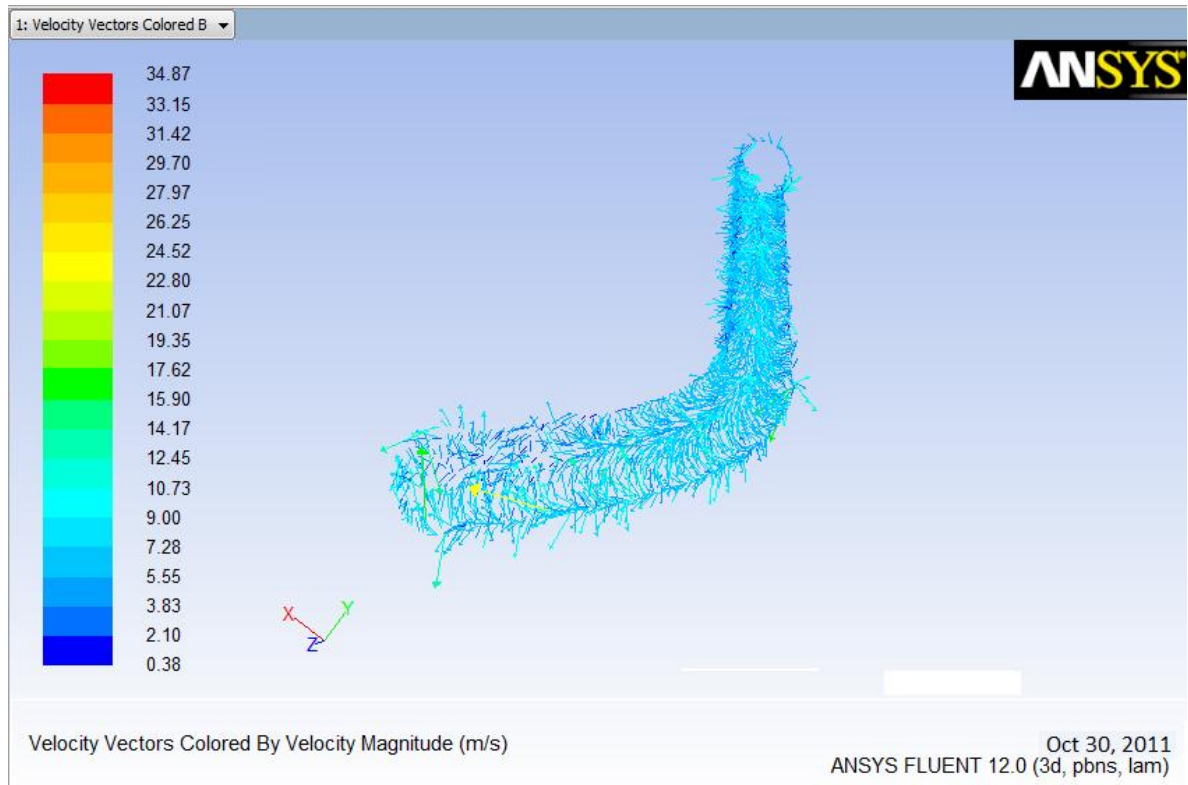 1: Velocity Vectors Colored B
ANSYS
34.87
33.15
31.42
29.70
27.97
26.25
24.52
22.80
21.07
19.35
17.62
15.90
14.17
12.45
10.73
9.00
7.28
5.55
3.83
2.10
0.38
X
Y
Z
Velocity Vectors Colored By Velocity Magnitude (m/s)
Oct 30, 2011
ANSYS FLUENT 12.0 (3d, pbns, lam)